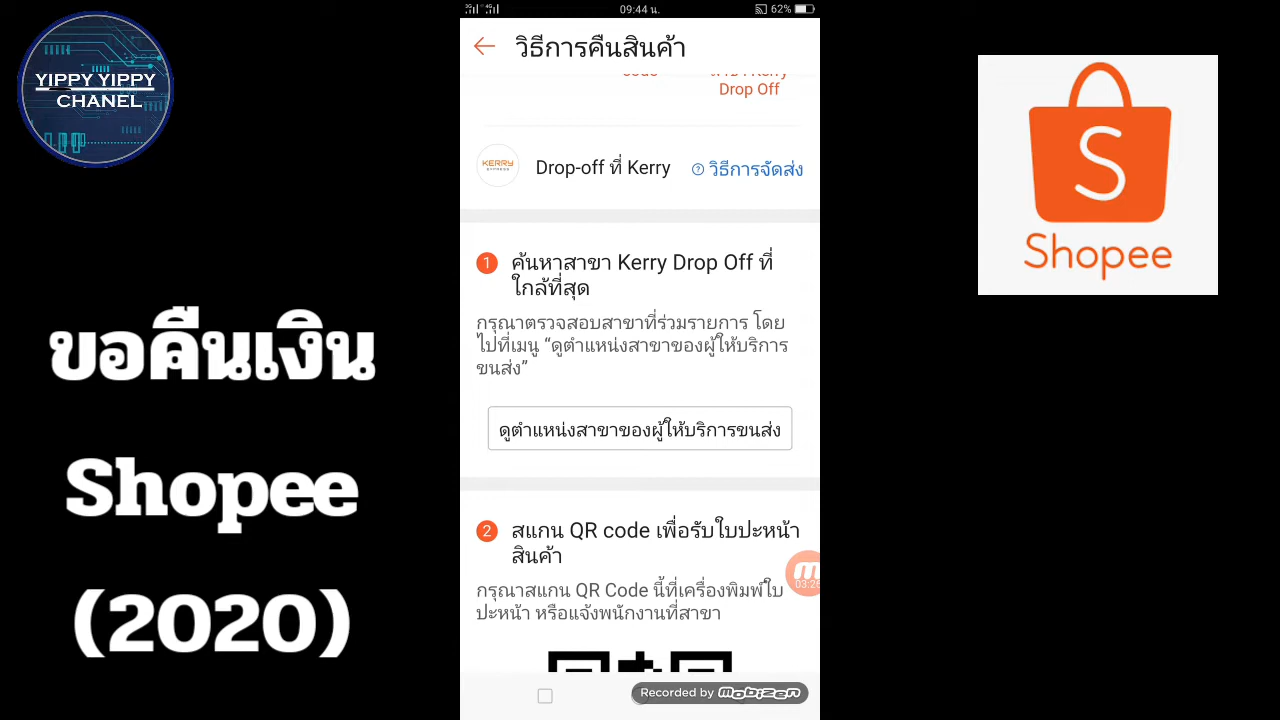 YIPPY YIPPY
CHANEL
ขอคืนเงิน
Shopee
(2020)
09:44 น.
62%
วิธีการคืนสินค้า
Drop Off
KERRY
EXPRESS
Drop-off ที่ Kerry
วิธีการจัดส่ง
1
ค้นหาสาขา Kerry Drop Off ที่
ใกล้ที่สุด
กรุณาตรวจสอบสาขาที่ร่วมรายการ โดย
ไปที่เมนู “ดูตำแหน่งสาขาของผู้ให้บริการ
ขนส่ง”
ดูตำแหน่งสาขาของผู้ให้บริการขนส่ง
2
สแกน QR code เพื่อรับใบปะหน้า
สินค้า
กรุณาสแกน QR Code นี้ที่เครื่องพิมพ์ใบ
ปะหน้า หรือแจ้งพนักงานที่สาขา
Recorded by mobizen
S
Shopee